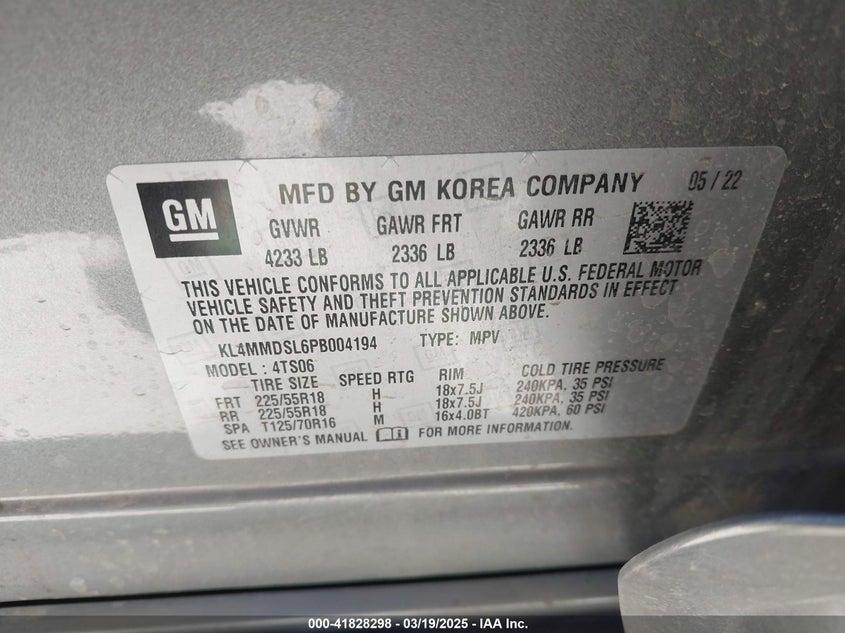 GM
MFD BY GM KOREA COMPANY 05 / 22
GVWR GAWR FRT GAWR RR
4233 LB 2336 LB 2336 LB
THIS VEHICLE CONFORMS TO ALL APPLICABLE U.S. FEDERAL MOTOR
VEHICLE SAFETY AND THEFT PREVENTION STANDARDS IN EFFECT
ON THE DATE OF MANUFACTURE SHOWN ABOVE.
KL4MMDSL6PB004194 TYPE: MPV
MODEL : 4TS06
TIRE SIZE SPEED RTG RIM COLD TIRE PRESSURE
FRT 225/55R18 H 18x7.5J 240KPA, 35 PSI
RR 225/55R18 H 18x7.5J 240KPA, 35 PSI
SPA T125/70R16 M 16x4.0BT 420KPA, 60 PSI
SEE OWNER'S MANUAL FOR MORE INFORMATION.
000-41828298 - 03/19/2025 - IAA Inc.